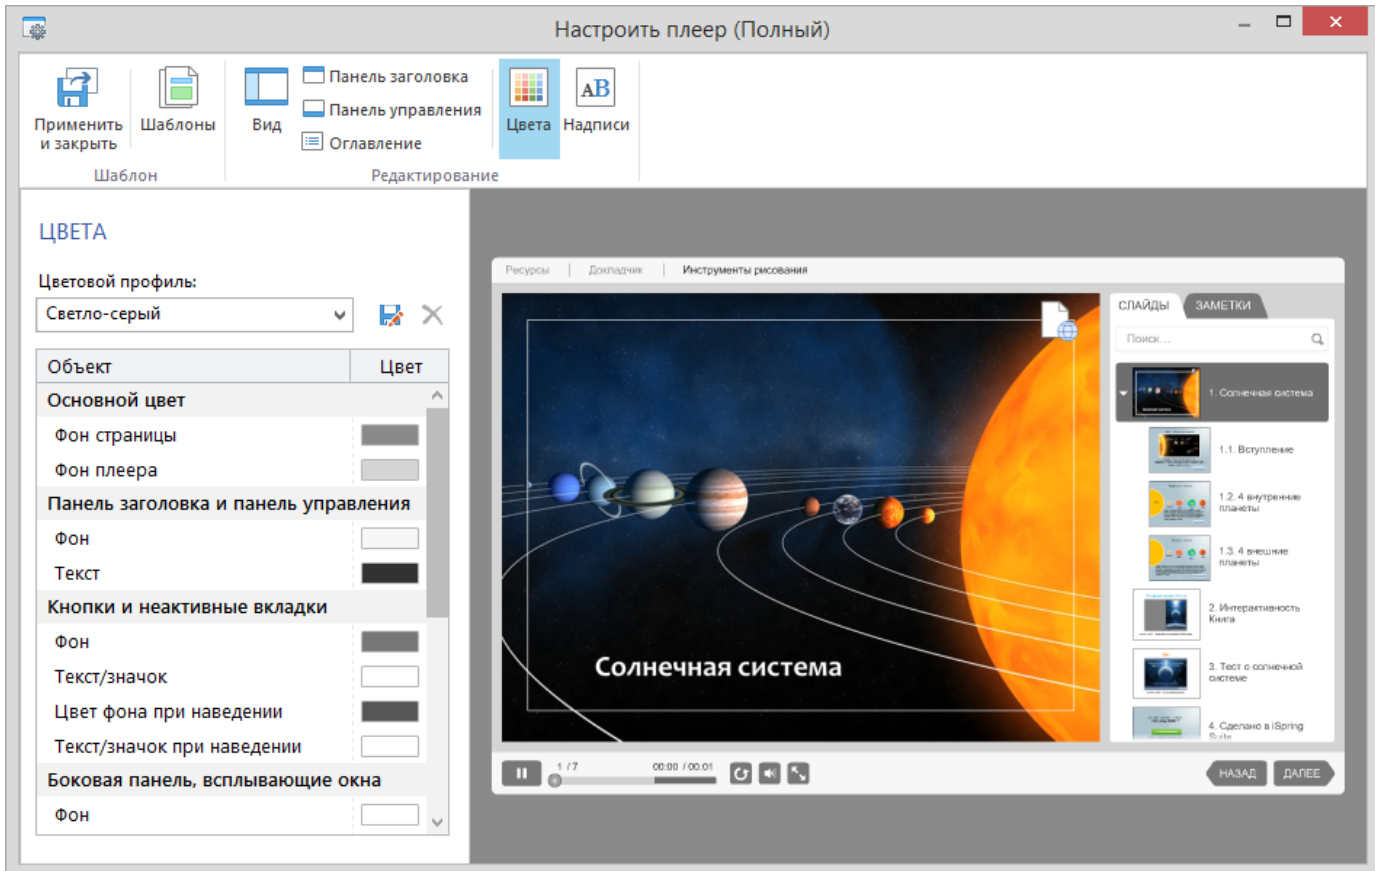 Настроить плеер (Полный)
Применить и закрыть
Шаблоны
Вид
Панель заголовка
Панель управления
Оглавление
Цвета
Надписи
Шаблон
Редактирование
ЦВЕТА
Цветовой профиль:
Светло-серый
Объект
Цвет
Основной цвет
Фон страницы
Фон плеера
Панель заголовка и панель управления
Фон
Текст
Кнопки и неактивные вкладки
Фон
Текст/значок
Цвет фона при наведении
Текст/значок при наведении
Боковая панель, всплывающие окна
Фон
Ресурсы
Докладчик
Инструменты рисования
Солнечная система
СЛАЙДЫ
ЗАМЕТКИ
Поиск...
1. Солнечная система
1.1. Вступление
1.2. 4 внутренние
планеты
1.3. 4 внешние
планеты
2. Интерактивность
Книга
3. Тест о солнечной
системе
4. Сделано в iSpring
Suite
1 / 7
00:00 / 00:01
НАЗАД
ДАЛЕЕ